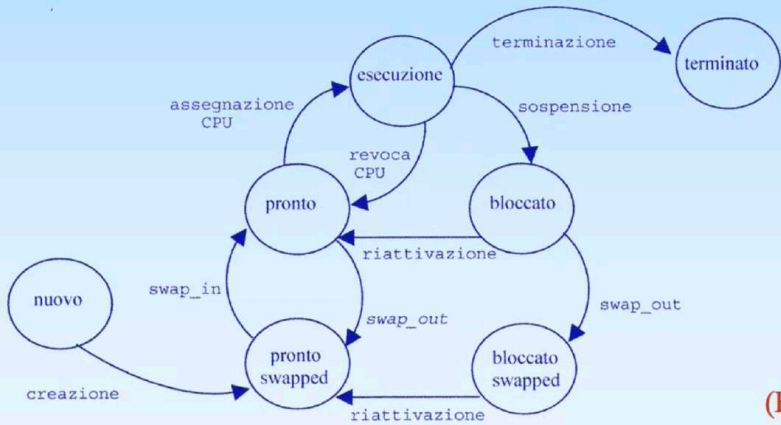 terminazione
esecuzione
terminato
assegnazione
CPU
sospensione
revoca
CPU
pronto
bloccato
riattivazione
nuovo
swap_in
swap_out
swap_out
pronto
swapped
bloccato
swapped
creazione
riattivazione